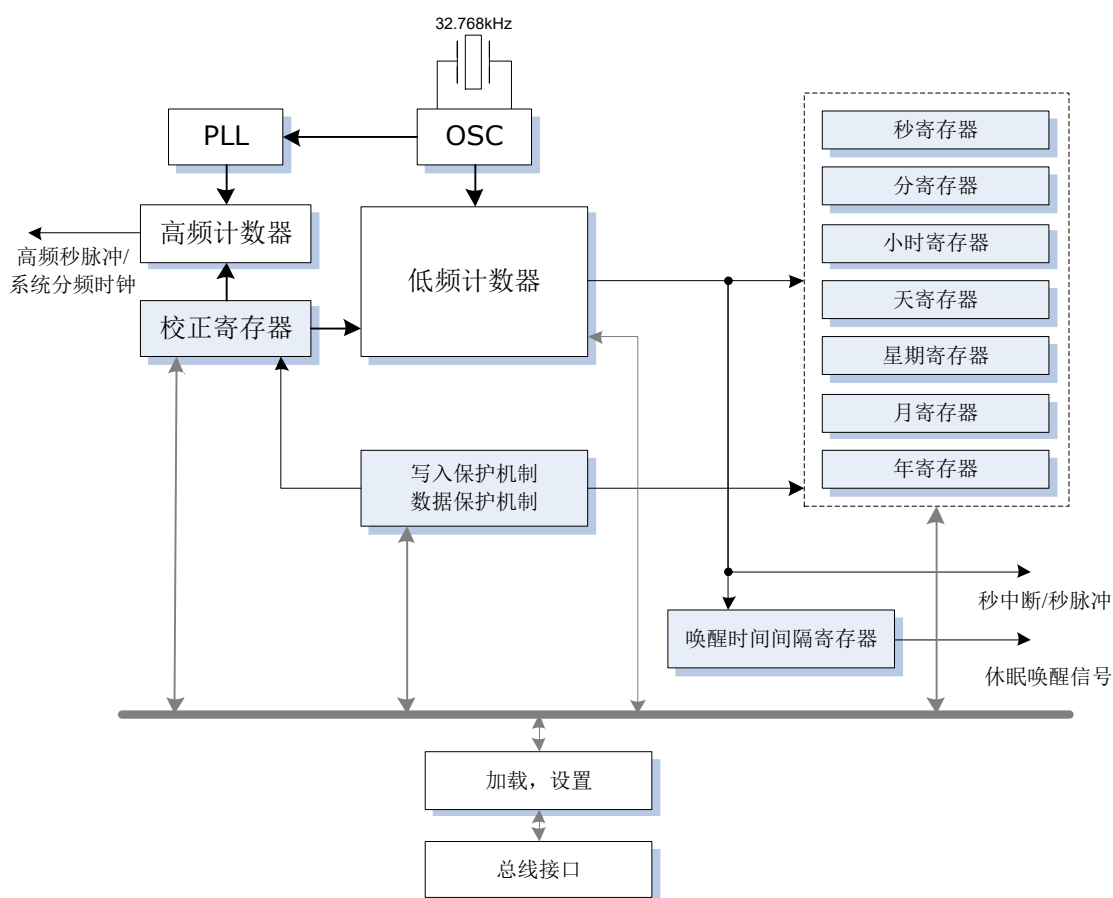 32.768kHz
PLL
OSC
秒寄存器
分寄存器
高频计数器
小时寄存器
高频秒脉冲/
系统分频时钟
低频计数器
天寄存器
校正寄存器
星期寄存器
月寄存器
写入保护机制
数据保护机制
年寄存器
秒中断/秒脉冲
唤醒时间间隔寄存器
休眠唤醒信号
加载，设置
总线接口